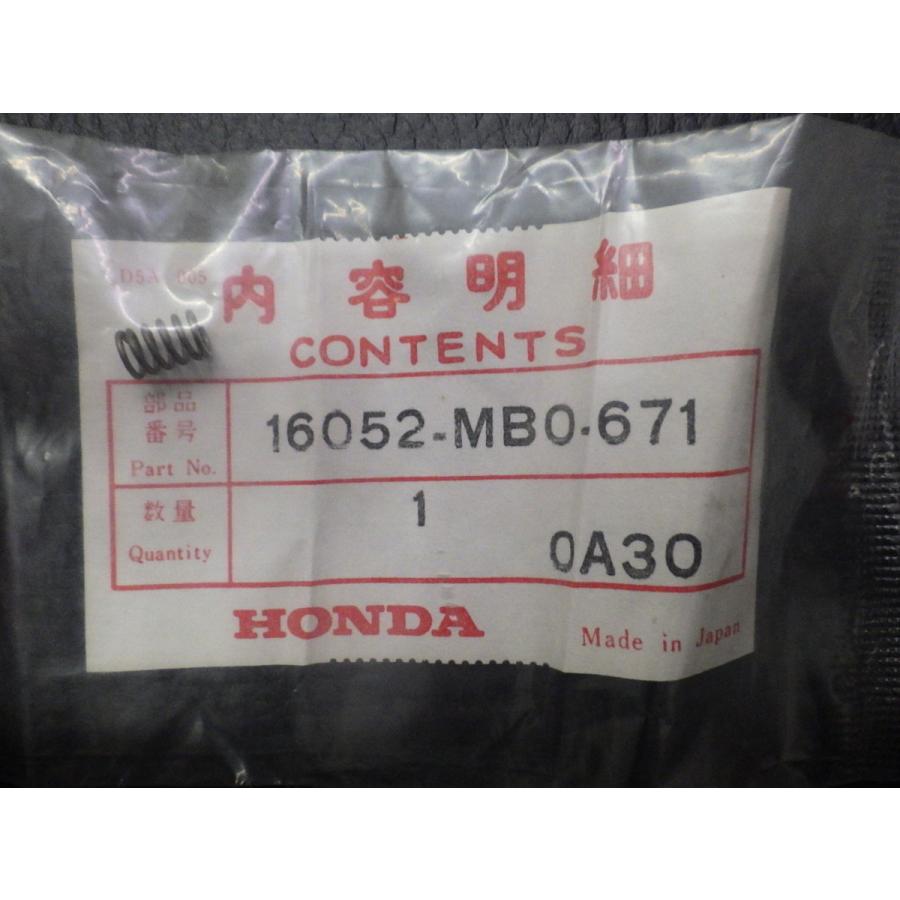 D5A 005
内容明細
CONTENTS
部品
番号
Part No.
16052-MB0-671
数量
Quantity
1
0A30
HONDA
Made in Japan